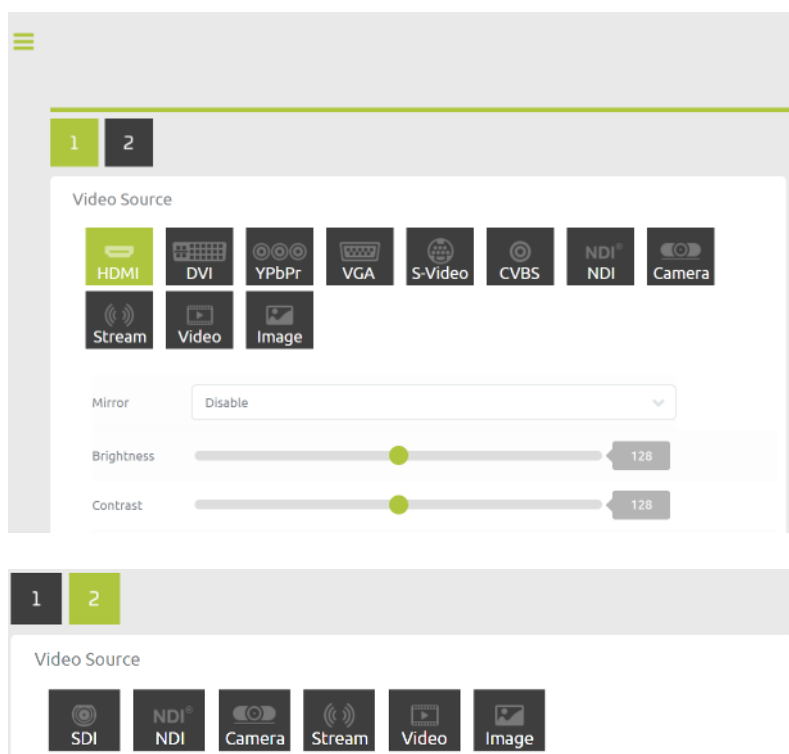 1 2
Video Source
HDMI DVI YPbPr VGA S-Video CVBS NDI® NDI Camera
Stream Video Image
Mirror Disable
Brightness 128
Contrast 128
1 2
Video Source
SDI NDI® NDI Camera Stream Video Image